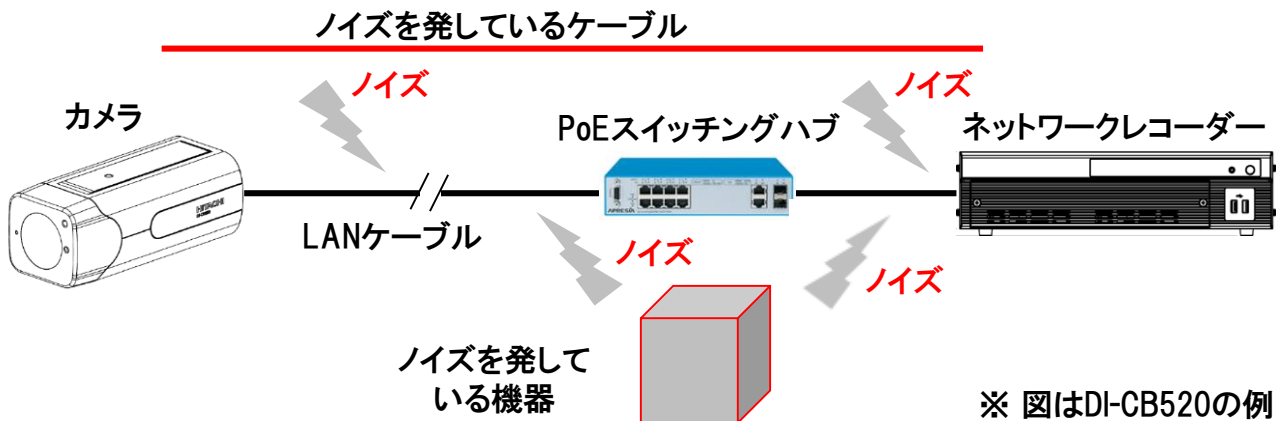 ノイズを発しているケーブル
ノイズ
ノイズ
カメラ
PoEスイッチングハブ
ネットワークレコーダー
HITACHI
APRESIA
LANケーブル
ノイズ
ノイズ
ノイズを発して
いる機器
※ 図はDI-CB520の例